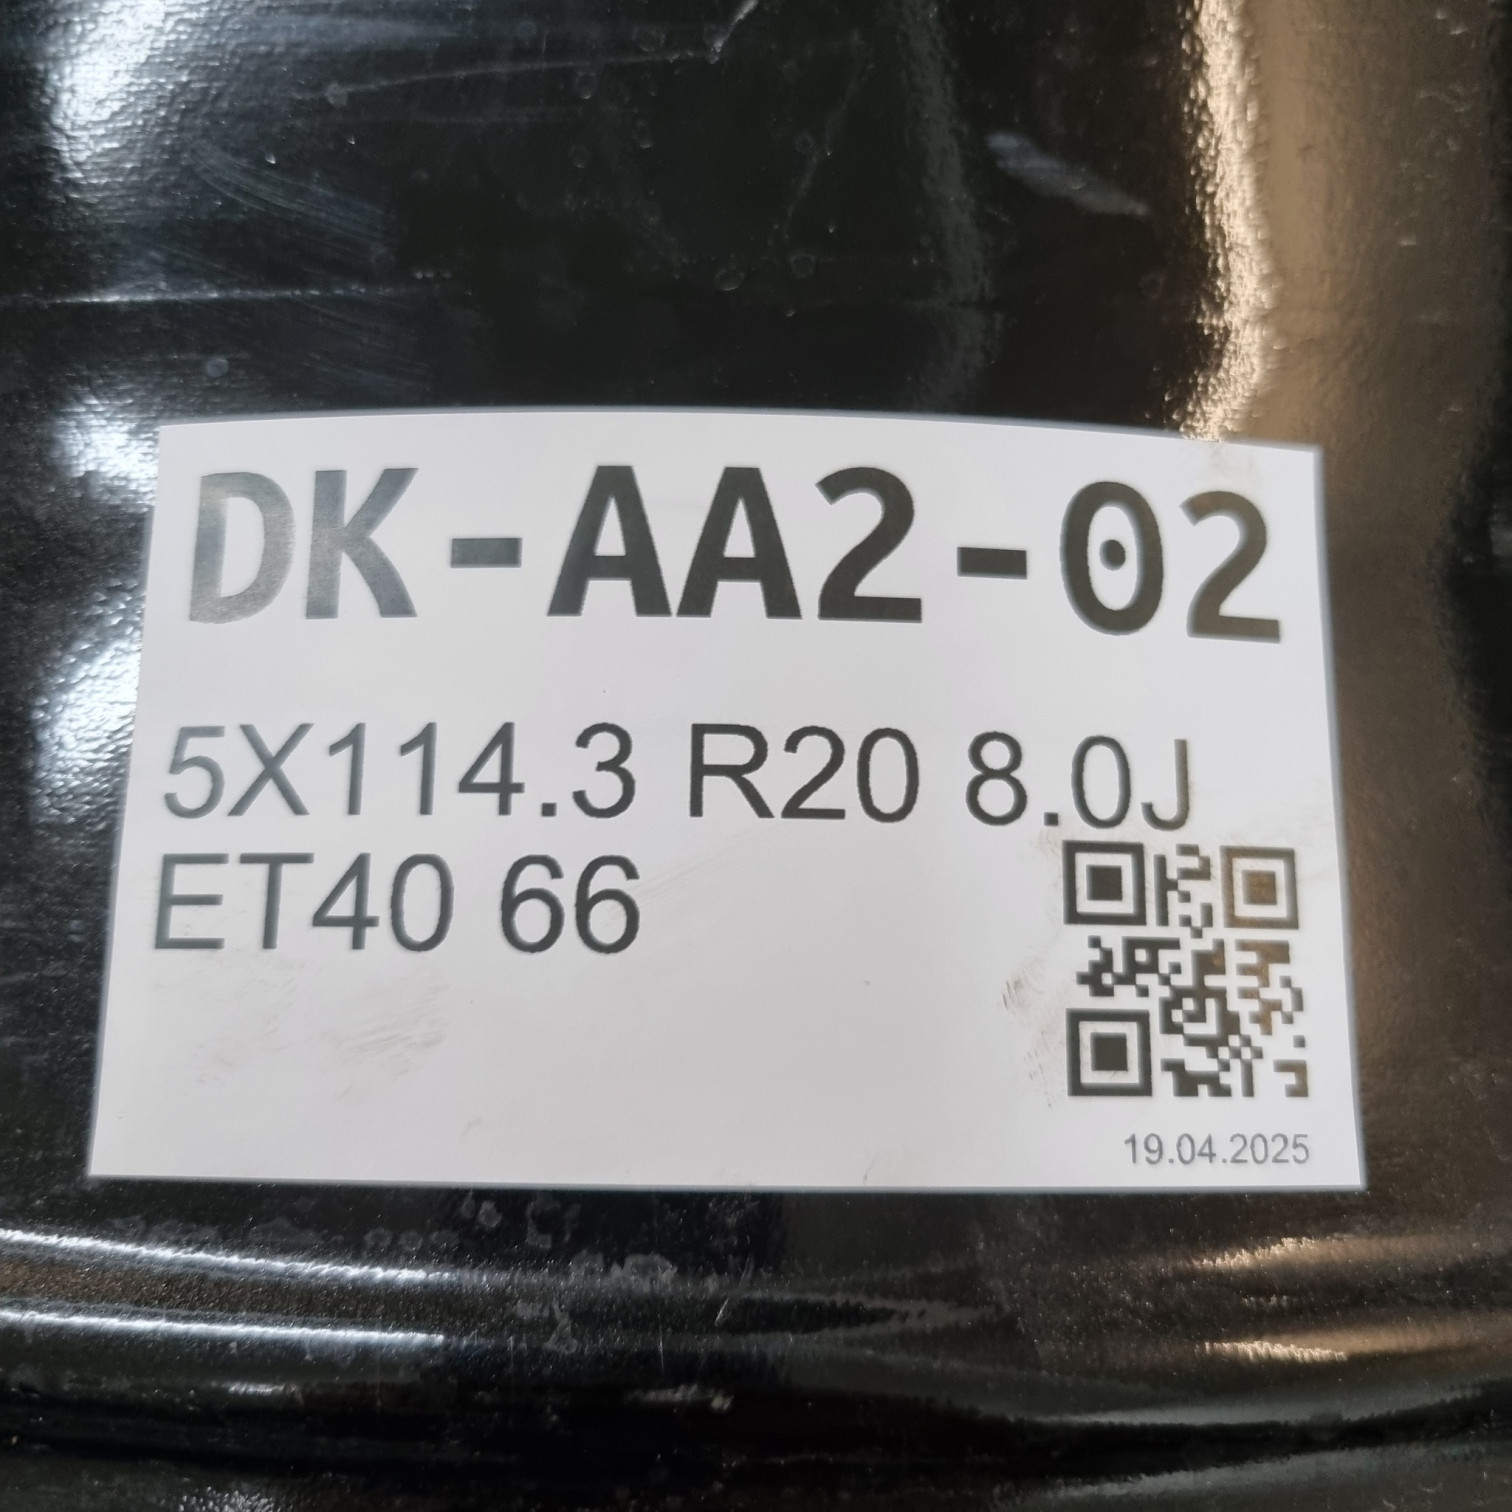 DK-AA2-02
5X114.3 R20 8.0J
ET40 66
19.04.2025